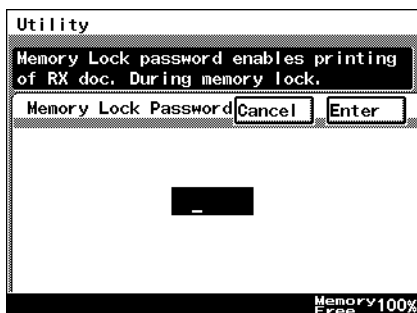 Utility
Memory Lock password enables printing
of RX doc. During memory lock.
Memory Lock Password Cancel Enter
_
Memory Free 100%